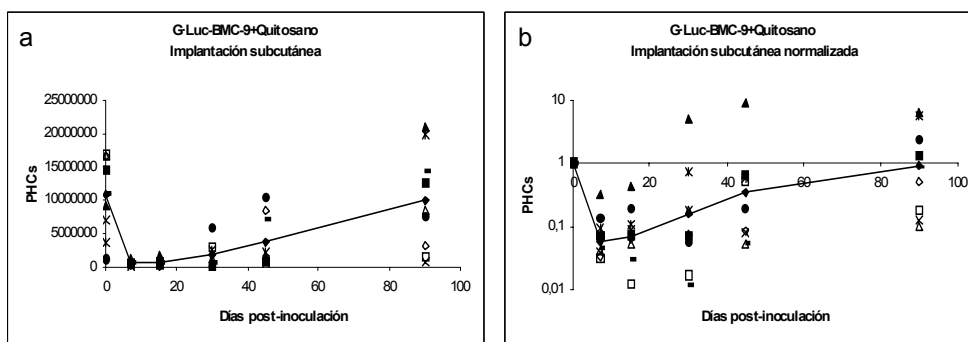 a
G-Luc-BMC-9+Quitosano
Implantación subcutánea
PHCs
25000000
20000000
15000000
10000000
5000000
0
0 20 40 60 80 100
Días post-inoculación
b
G-Luc-BMC-9+Quitosano
Implantación subcutánea normalizada
PHCs
10
1
0,1
0,01
0 20 40 60 80 100
Días post-inoculación